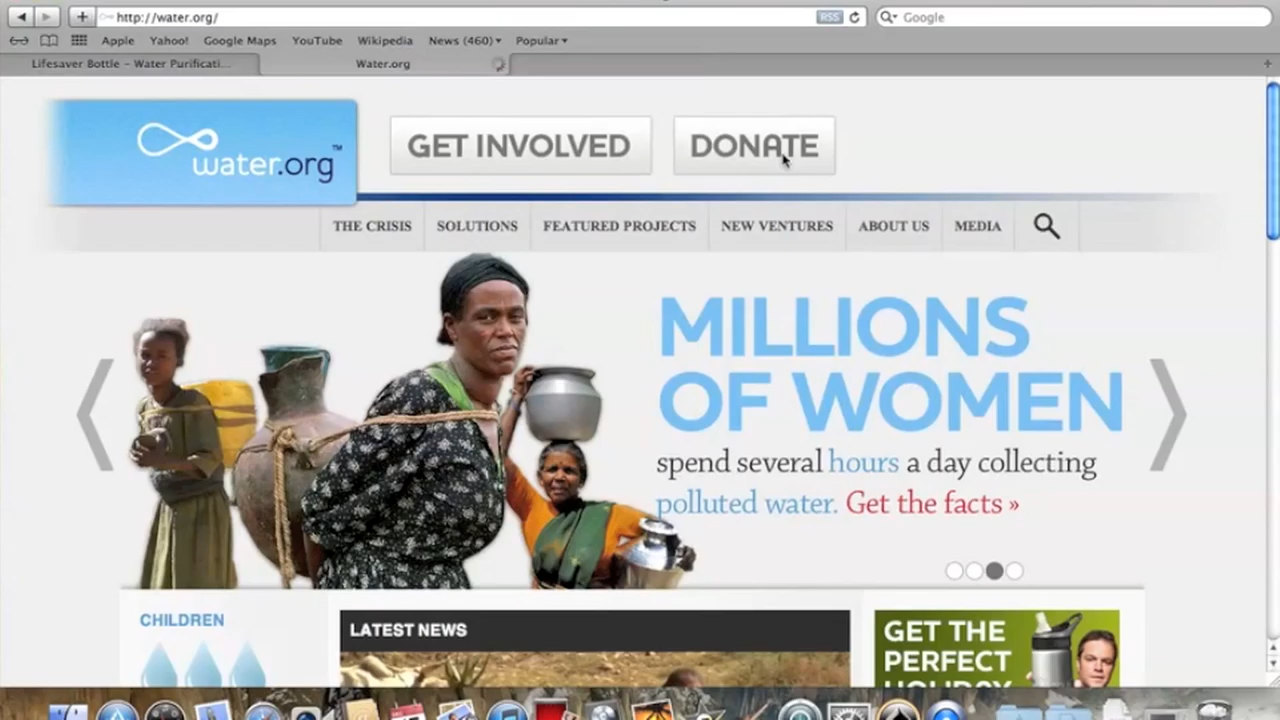 http://water.org/
RSS
Google
Apple
Yahoo!
Google Maps
YouTube
Wikipedia
News (460)
Popular
Lifesaver Bottle – Water Purificati...
Water.org
water.org™
GET INVOLVED
DONATE
THE CRISIS
SOLUTIONS
FEATURED PROJECTS
NEW VENTURES
ABOUT US
MEDIA
MILLIONS
OF WOMEN
spend several hours a day collecting
polluted water. Get the facts »
CHILDREN
LATEST NEWS
GET THE
PERFECT
HOLIDAY